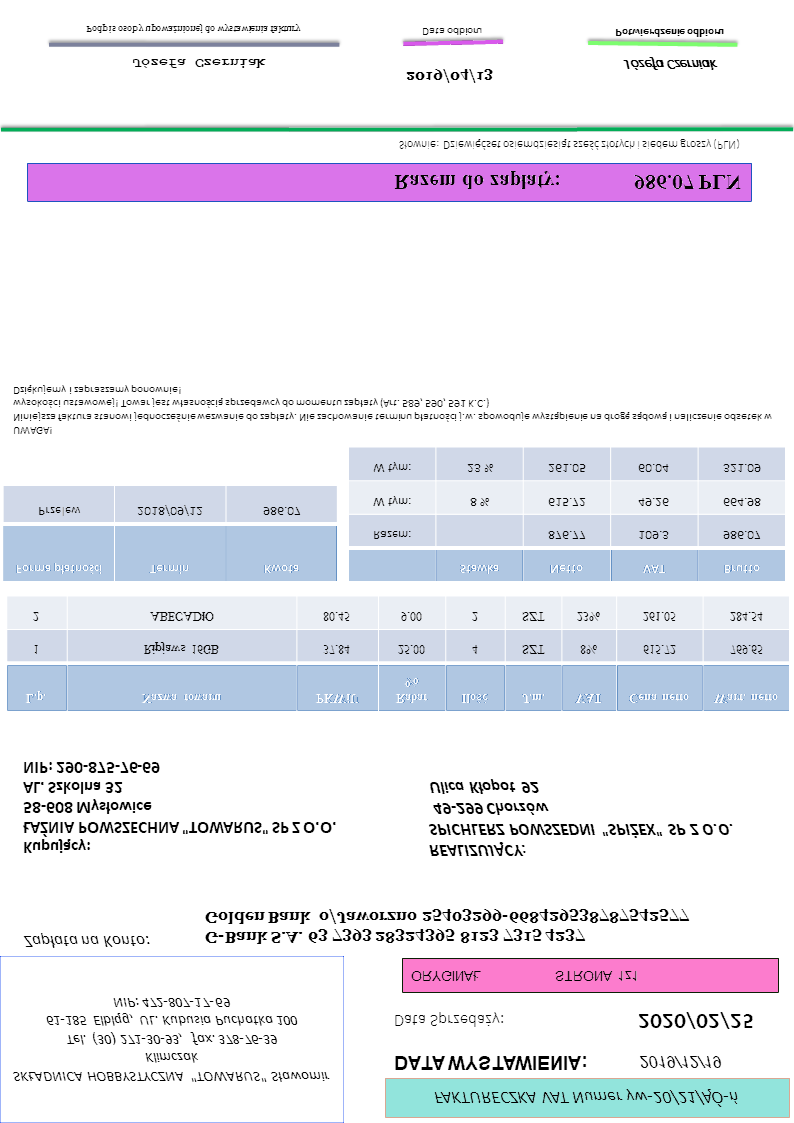 FAKTURECZKA VAT Numer yw-20/21/ĄÓ-ń
SKŁADNICA HOBBYSTYCZNA "TOWARUS" Sławomir
Klimczak
Tel. (30) 271-30-93, fax. 378-76-39
61-185 Elbląg, UL. Kubusia Puchatka 100
NIP: 472-807-17-69
DATA WYSTAWIENIA: 2019/12/19
Data Sprzedaży: 2020/02/25
ORYGINAŁ STRONA 1z1
Zapłata na Konto:
G-Bank S.A. 63 7393 28324395 8123 7315 4237
Golden Bank o/Jaworzno 25403299-668429538787542577
Kupujący:
ŁAŹNIA POWSZECHNA "TOWARUS" SP Z O.O.
58-608 Mysłowice
AL. Szkolna 32
NIP: 290-875-76-69
REALIZUJĄCY:
SPICHLERZ POWSZEDNI "SPIŻEX" SP Z O.O.
49-299 Chorzów
Ulica Kłopot 92
L.p. Nazwa towaru PKWiU Rabat % Ilość J.m. VAT Cena netto Wart. netto
1 Ripjaws 16GB 37.84 25.00 4 SZT 8% 615.72 769.65
2 ABECADłO 80.45 9.00 2 SZT 23% 261.05 284.54
Forma płatności Termin Kwota
Przelew 2018/09/12 986.07
Stawka Netto VAT Brutto
Razem: 876.77 109.3 986.07
W tym: 8 % 615.72 49.26 664.98
W tym: 23 % 261.05 60.04 321.09
UWAGA!
Niniejsza faktura stanowi jednocześnie wezwanie do zapłaty. Nie zachowanie terminu płatności j.w. spowoduje wystąpienie na drogę sądową i naliczenie odsetek w
wysokości ustawowej! Towar jest własnością sprzedawcy do momentu zapłaty (Art. 589, 590, 591 K.C.)
Dziękujemy i zapraszamy ponownie!
Razem do zapłaty: 986.07 PLN
Słownie: Dziewięćset osiemdziesiąt sześć złotych i siedem groszy (PLN)
Józefa Czerniak 2019/04/13 Józefa Czerniak
Podpis osoby upoważnionej do wystawienia faktury Data odbioru Potwierdzenie odbioru